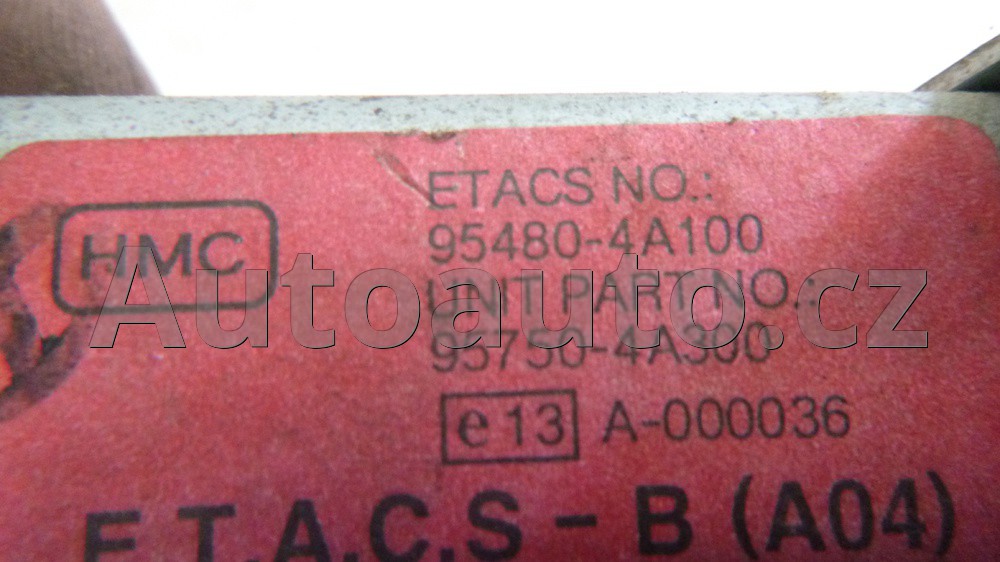 HMC
ETACS NO.:
95480-4A100
UNIT PART NO.:
95750-4A300
e13 A-000036
E.T.A.C.S - B (A04)
Autoauto.cz